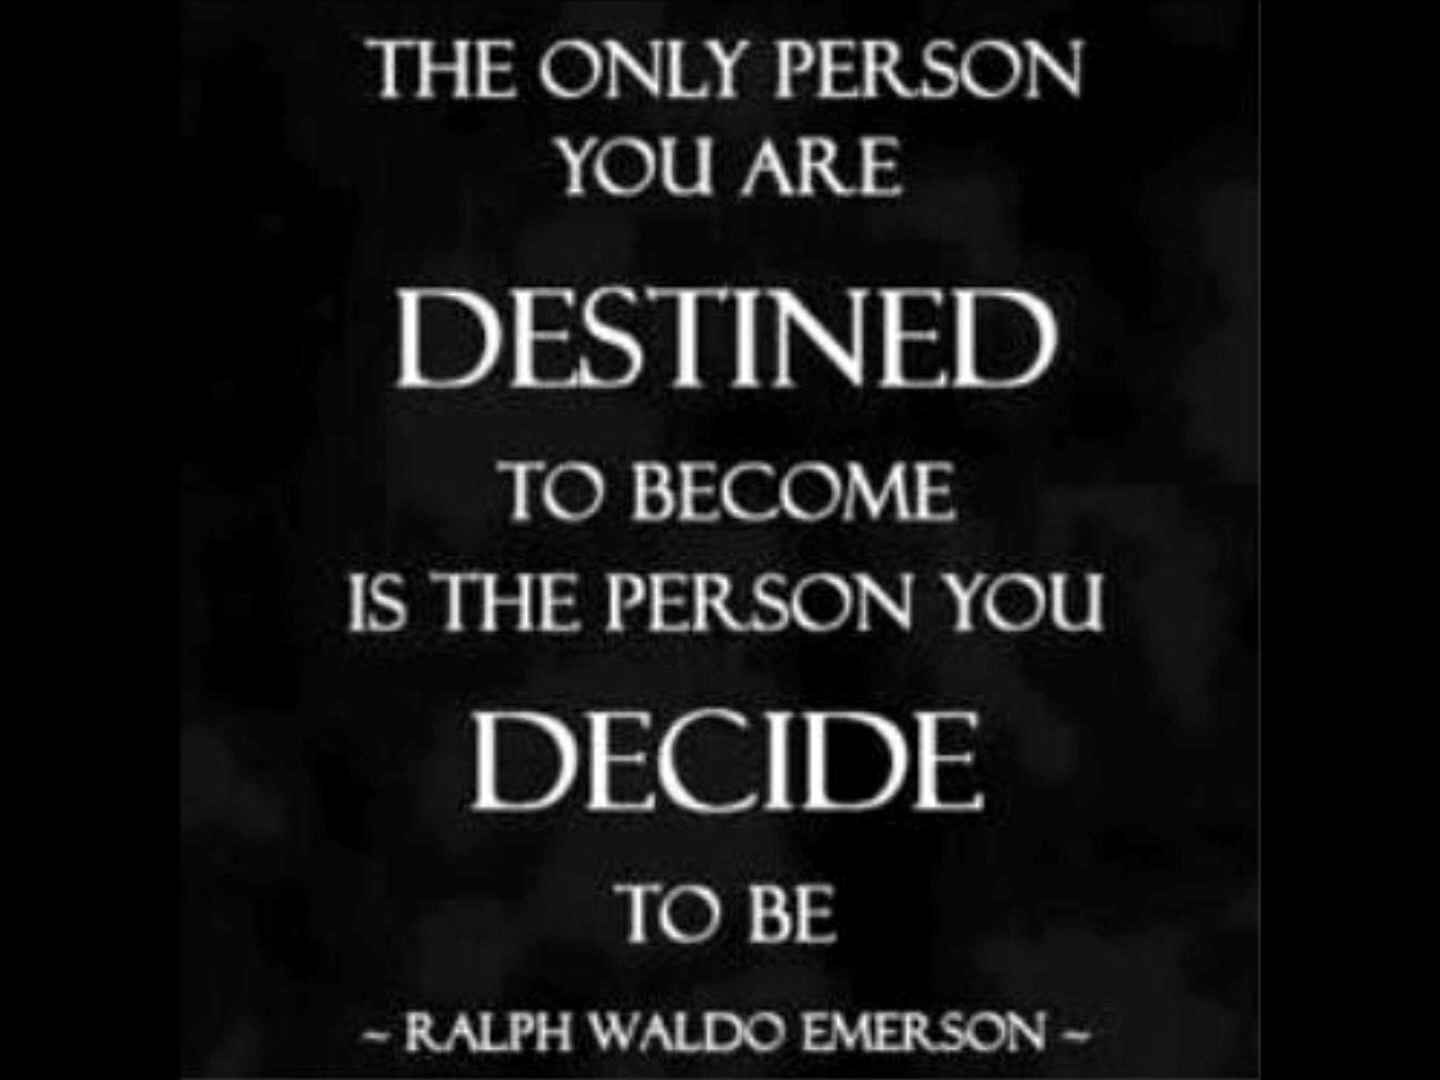 THE ONLY PERSON
YOU ARE
DESTINED
TO BECOME
IS THE PERSON YOU
DECIDE
TO BE
~ RALPH WALDO EMERSON ~